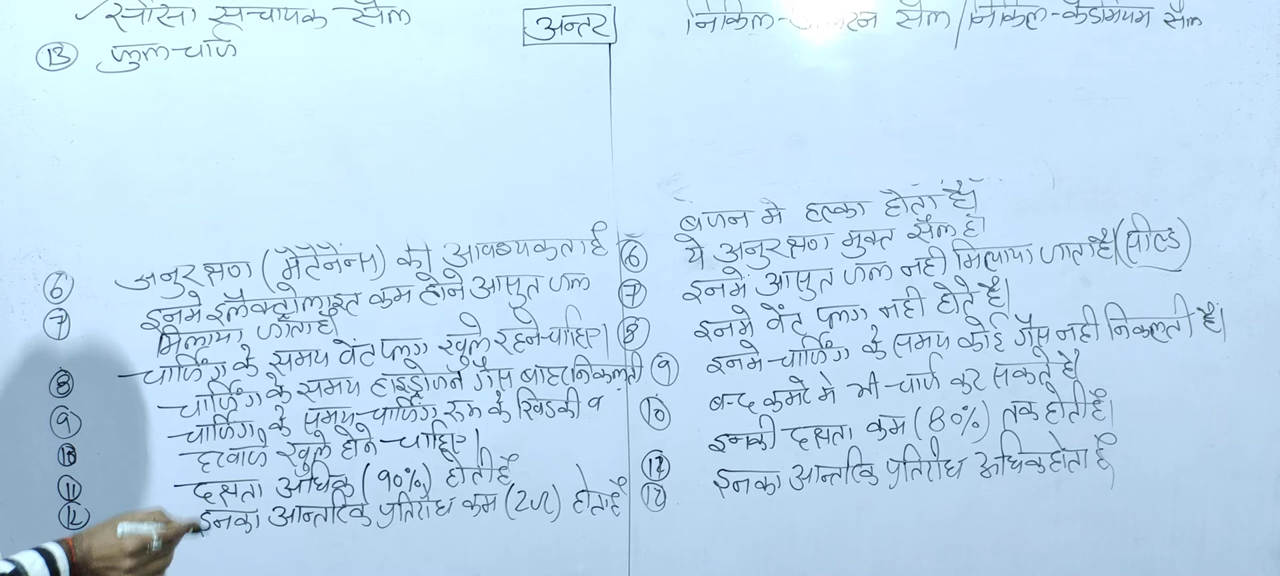 ✓सीसा संचायक सैल
अन्तर
निकिल- सैल/निकिल-कैडमियम सैल
⑬ फुल-चार्ज
⑥ अनुरक्षण (मैंटैनैंन्स) की आवश्यकता है
⑦ इनमे इलैक्ट्रोलाइट कम होने आसुत जल
मिलाया जाता है।
⑧ चार्जिंग के समय वेंट प्लग खुले रहने चाहिए।
⑨ चार्जिंग के समय हाइड्रोजन गैस बाहर निकलती
⑩ चार्जिंग के समय चार्जिंग रूम के खिडकी व
दरवाजे खुले होने चाहिए।
⑪ दक्षता अधिक (90%) होती है
⑫ इनका आन्तरिक प्रतिरोध कम (2Ω) होता है
बजन मे हल्का होता है।
⑥ ये अनुरक्षण मुक्त सैल है।
⑦ इनमें आसुत जल नही मिलाया जाता है। (सील्ड)
⑧ इनमे वेंट प्लग नही होते है।
⑨ इनमे चार्जिंग के समय कोई गैस नही निकलती है।
⑩ बन्द कमरे मे भी चार्ज कर सकते है
इनकी दक्षता कम (80%) तक होती है।
⑫ इनका आन्तरिक प्रतिरोध अधिक होता है